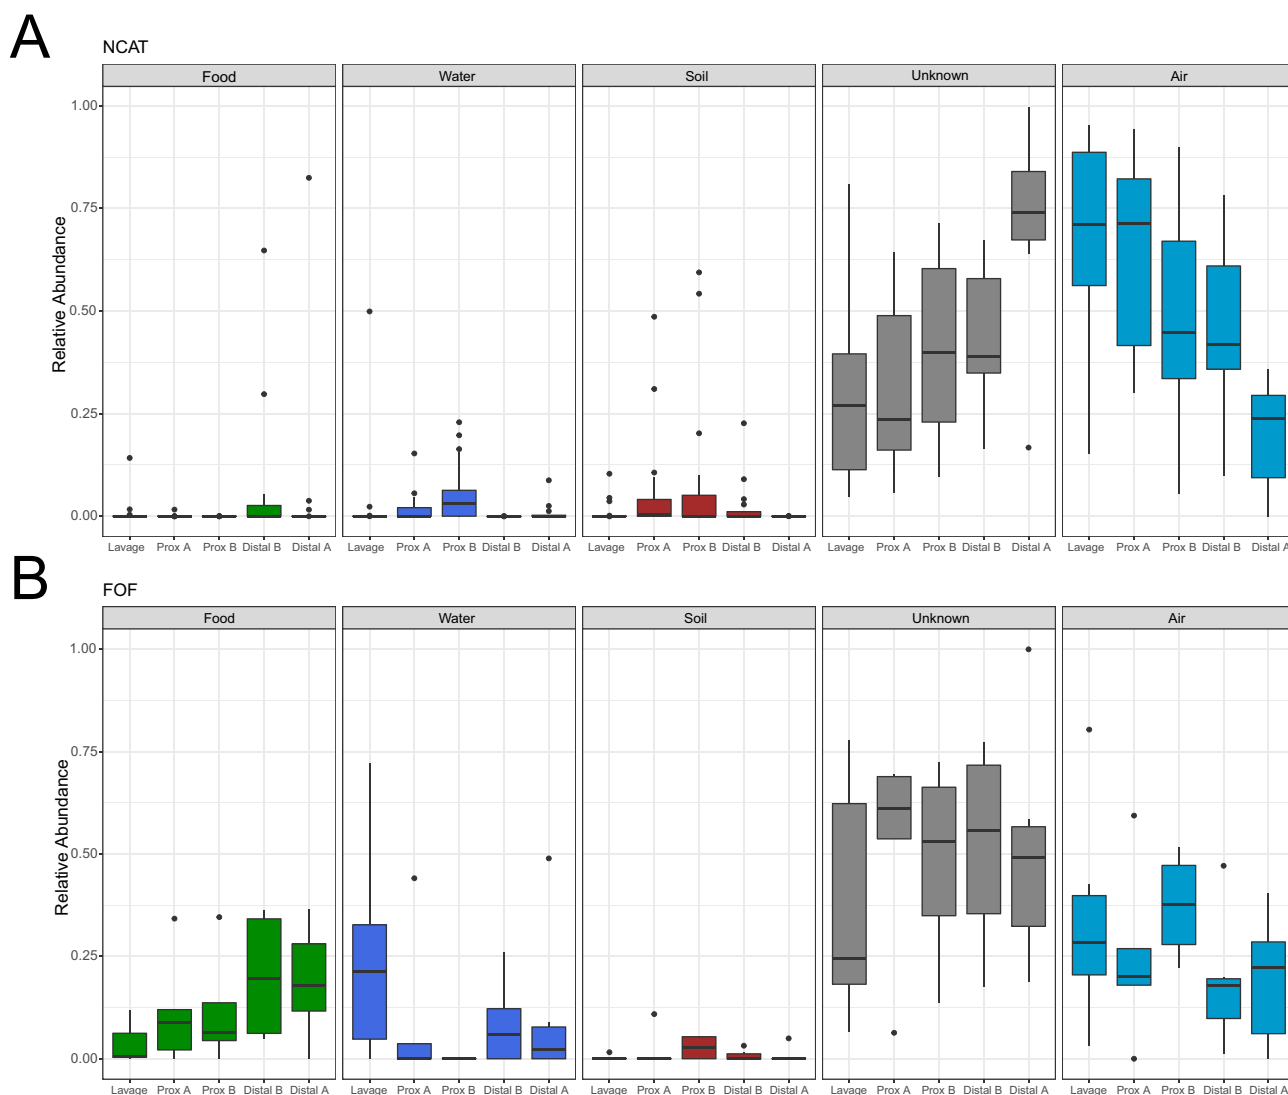 A
NCAT
Food Water Soil Unknown Air
1.00
0.75
0.50
0.25
0.00
Relative Abundance
Lavage Prox A Prox B Distal B Distal A Lavage Prox A Prox B Distal B Distal A Lavage Prox A Prox B Distal B Distal A Lavage Prox A Prox B Distal B Distal A Lavage Prox A Prox B Distal B Distal A
B
FOF
Food Water Soil Unknown Air
1.00
0.75
0.50
0.25
0.00
Relative Abundance
Lavage Prox A Prox B Distal B Distal A Lavage Prox A Prox B Distal B Distal A Lavage Prox A Prox B Distal B Distal A Lavage Prox A Prox B Distal B Distal A Lavage Prox A Prox B Distal B Distal A